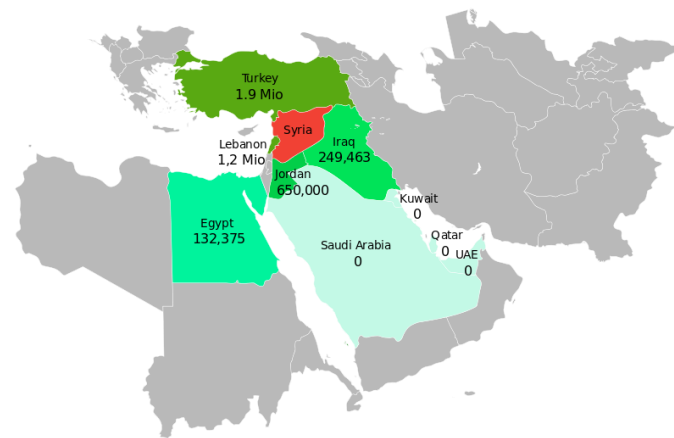 Turkey
1.9 Mio
Syria
Lebanon
1,2 Mio
Iraq
249,463
Jordan
650,000
Kuwait
0
Egypt
132,375
Qatar
0
Saudi Arabia
0
UAE
0